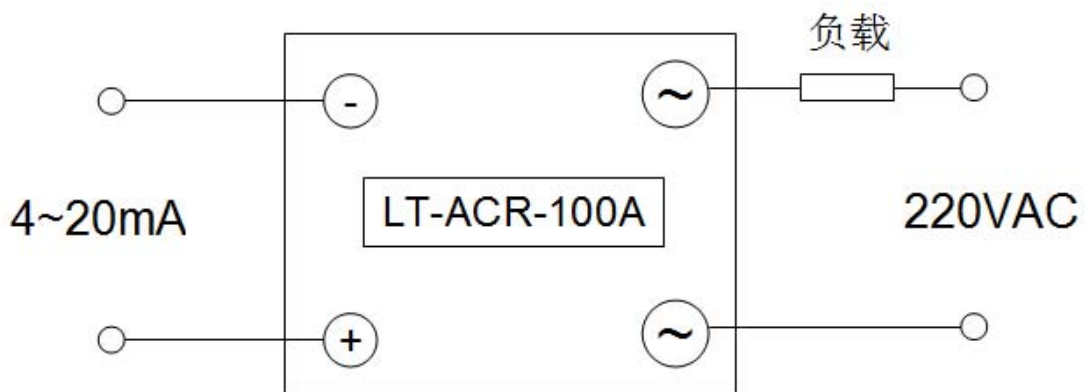 负载
-
~
4~20mA
LT-ACR-100A
220VAC
+
~